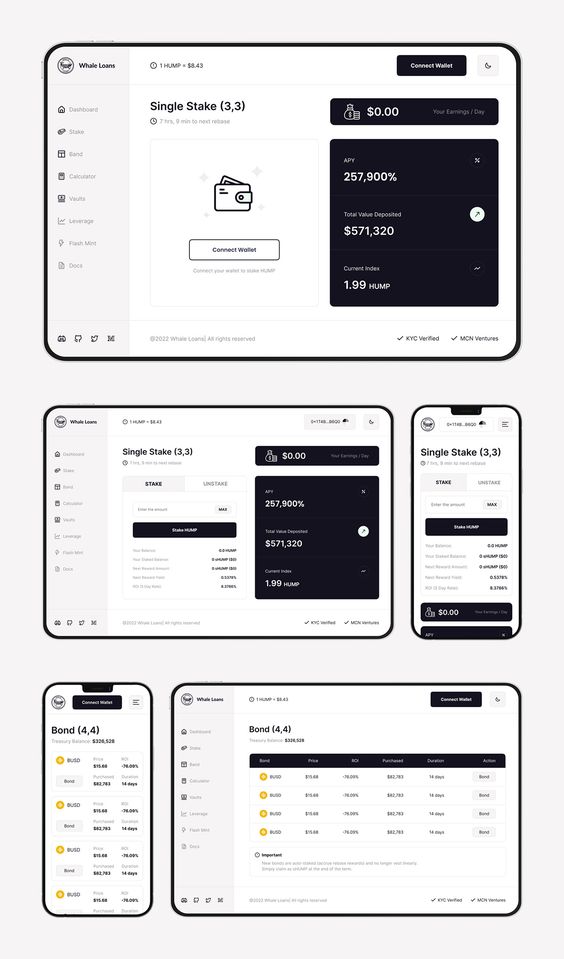 Whale Loans
1 HUMP = $8.43
Connect Wallet
Dashboard
Stake
Band
Calculator
Vaults
Leverage
Flash Mint
Docs
Single Stake (3,3)
7 hrs, 9 min to next rebase
Connect Wallet
Connect your wallet to stake HUMP
$0.00
Your Earnings / Day
APY
257,900%
Total Value Deposited
$571,320
Current Index
1.99 HUMP
@2022 Whale Loans| All rights reserved
KYC Verified
MCN Ventures
Whale Loans
1 HUMP = $8.43
0×1T4B...B6Q0
Dashboard
Stake
Band
Calculator
Vaults
Leverage
Flash Mint
Docs
Single Stake (3,3)
7 hrs, 9 min to next rebase
STAKE
UNSTAKE
Enter the amount
MAX
Stake HUMP
Your Balance:
0.0 HUMP
Your Staked Balance:
0 sHUMP ($0)
Next Reward Amount:
0 sHUMP ($0)
Next Reward Yield:
0.5378%
ROI (5 Day Rate):
8.3766%
$0.00
Your Earnings / Day
APY
257,900%
Total Value Deposited
$571,320
Current Index
1.99 HUMP
@2022 Whale Loans| All rights reserved
KYC Verified
MCN Ventures
0×1T4B...B6Q0
Single Stake (3,3)
7 hrs, 9 min to next rebase
STAKE
UNSTAKE
Enter the amount
MAX
Stake HUMP
Your Balance:
0.0 HUMP
Your Staked Balance:
0 sHUMP ($0)
Next Reward Amount:
0 sHUMP ($0)
Next Reward Yield:
0.5378%
ROI (5 Day Rate):
8.3766%
$0.00
Your Earnings / Day
APY
Connect Wallet
Bond (4,4)
Treasury Balance: $326,528
BUSD
Price
$15.68
ROI
-76.09%
Bond
Purchased
$82,783
Duration
14 days
BUSD
Price
$15.68
ROI
-76.09%
Bond
Purchased
$82,783
Duration
14 days
BUSD
Price
$15.68
ROI
-76.09%
Bond
Purchased
$82,783
Duration
14 days
BUSD
Price
$15.68
ROI
-76.09%
Whale Loans
1 HUMP = $8.43
Connect Wallet
Dashboard
Stake
Band
Calculator
Vaults
Leverage
Flash Mint
Docs
Bond (4,4)
Treasury Balance: $326,528
Bond Price ROI Purchased Duration Action
BUSD $15.68 -76.09% $82,783 14 days Bond
BUSD $15.68 -76.09% $82,783 14 days Bond
BUSD $15.68 -76.09% $82,783 14 days Bond
BUSD $15.68 -76.09% $82,783 14 days Bond
Important
New bonds are auto staked (accrue rebase rewards) and no longer vest linearly.
Simply claim as sHUMP at the end of the term.
@2022 Whale Loans| All rights reserved
KYC Verified
MCN Ventures